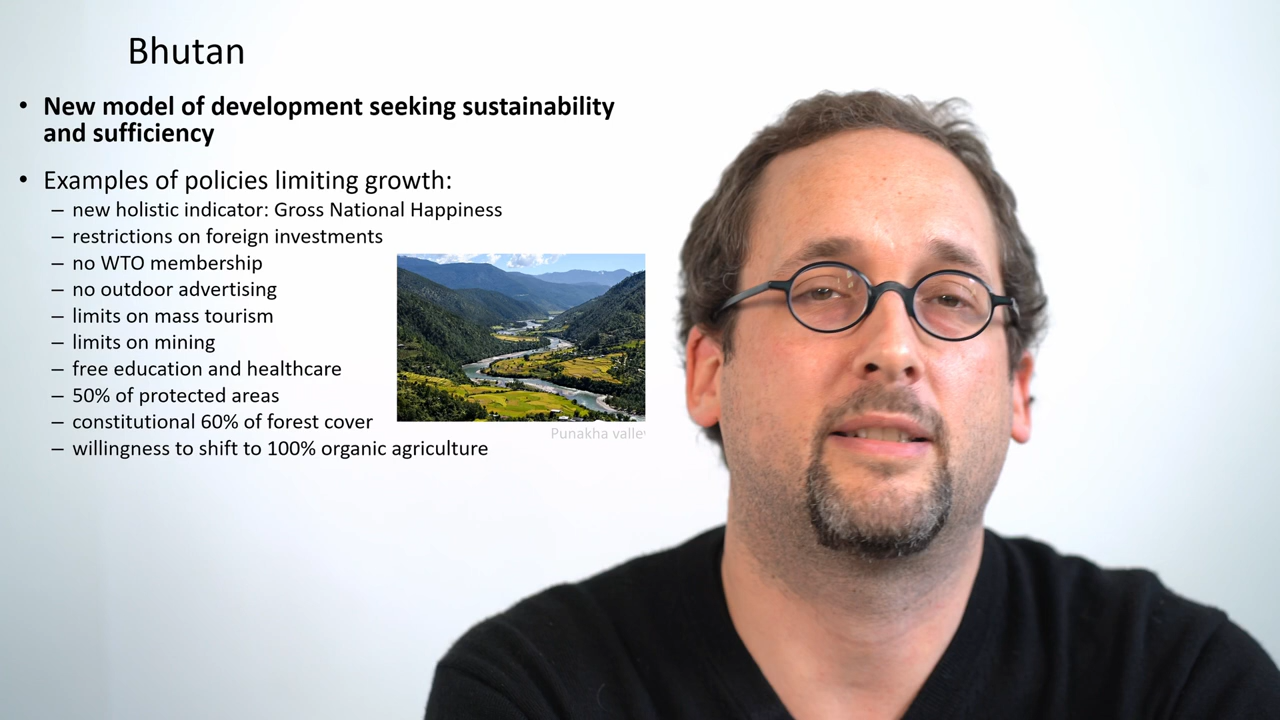 Bhutan
• New model of development seeking sustainability
and sufficiency
• Examples of policies limiting growth:
– new holistic indicator: Gross National Happiness
– restrictions on foreign investments
– no WTO membership
– no outdoor advertising
– limits on mass tourism
– limits on mining
– free education and healthcare
– 50% of protected areas
– constitutional 60% of forest cover
– willingness to shift to 100% organic agriculture
Punakha valley